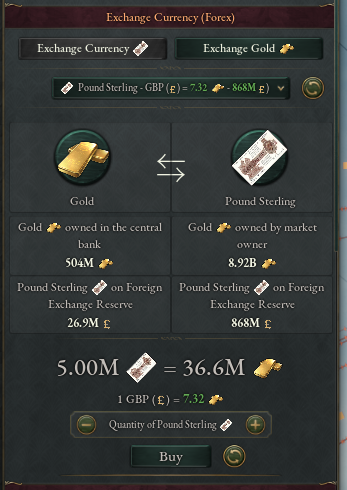 Exchange Currency (Forex)
Exchange Currency
Exchange Gold
Pound Sterling - GBP (£) = 7.32 - 868M £)
Gold
Pound Sterling
Gold owned in the central
bank
504M
Gold owned by market
owner
8.92B
Pound Sterling on Foreign
Exchange Reserve
26.9M £
Pound Sterling on Foreign
Exchange Reserve
868M £
5.00M = 36.6M
1 GBP (£) = 7.32
Quantity of Pound Sterling
Buy